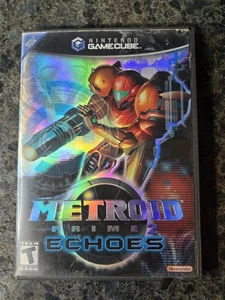 NINTENDO
GAMECUBE
METROID
PRIME 2
ECHOES
TEEN
T
Nintendo